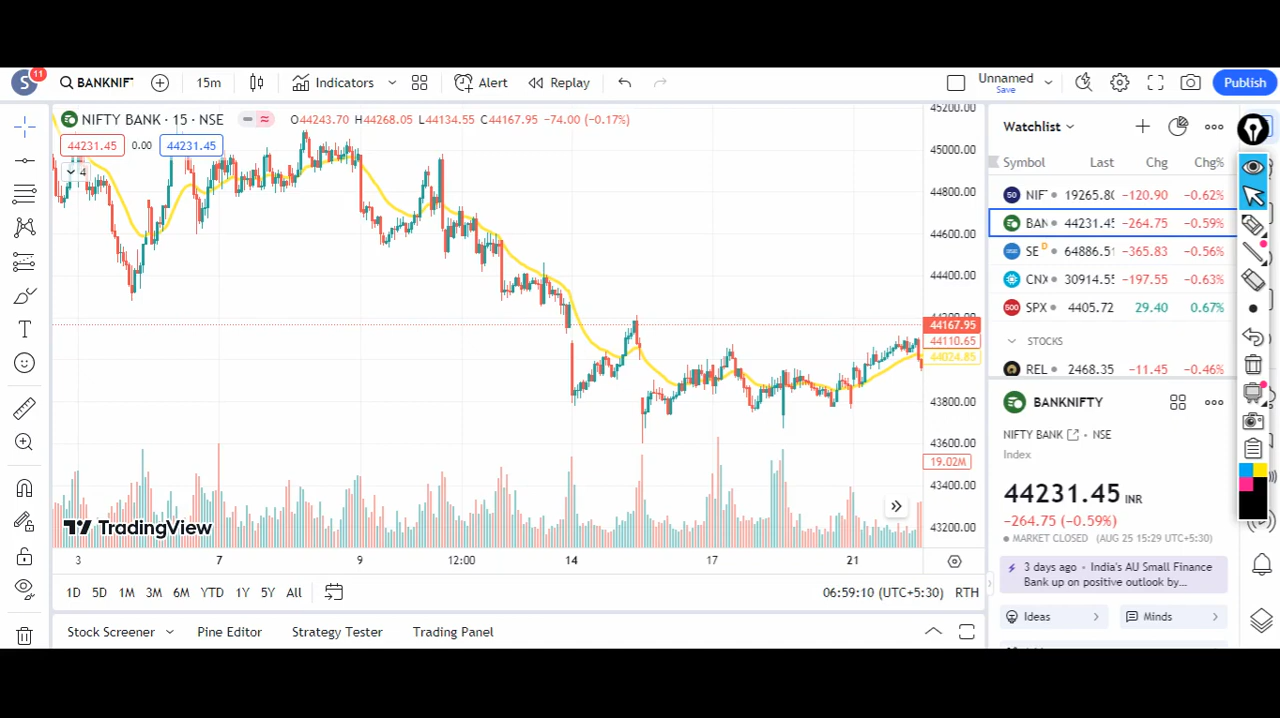 S 11 BANKNIF 15m Indicators Alert Replay Unnamed Save Publish
NIFTY BANK · 15 · NSE O44243.70 H44268.05 L44134.55 C44167.95 −74.00 (−0.17%)
44231.45 0.00 44231.45
4
45200.00
45000.00
44800.00
44600.00
44400.00
44167.95
44110.65
44024.85
43800.00
43600.00
19.02M
43400.00
43200.00
TradingView
3 7 9 12:00 14 17 21
1D 5D 1M 3M 6M YTD 1Y 5Y All 06:59:10 (UTC+5:30) RTH
Stock Screener Pine Editor Strategy Tester Trading Panel
Watchlist
Symbol Last Chg Chg%
50 NIF 19265.80 −120.90 −0.62%
BAN 44231.45 −264.75 −0.59%
SE D 64886.51 −365.83 −0.56%
CNX 30914.55 −197.55 −0.63%
500 SPX 4405.72 29.40 0.67%
STOCKS
REL 2468.35 −11.45 −0.46%
BANKNIFTY
NIFTY BANK · NSE
Index
44231.45 INR
−264.75 (−0.59%)
MARKET CLOSED (AUG 25 15:29 UTC+5:30)
3 days ago · India's AU Small Finance
Bank up on positive outlook by...
Ideas Minds